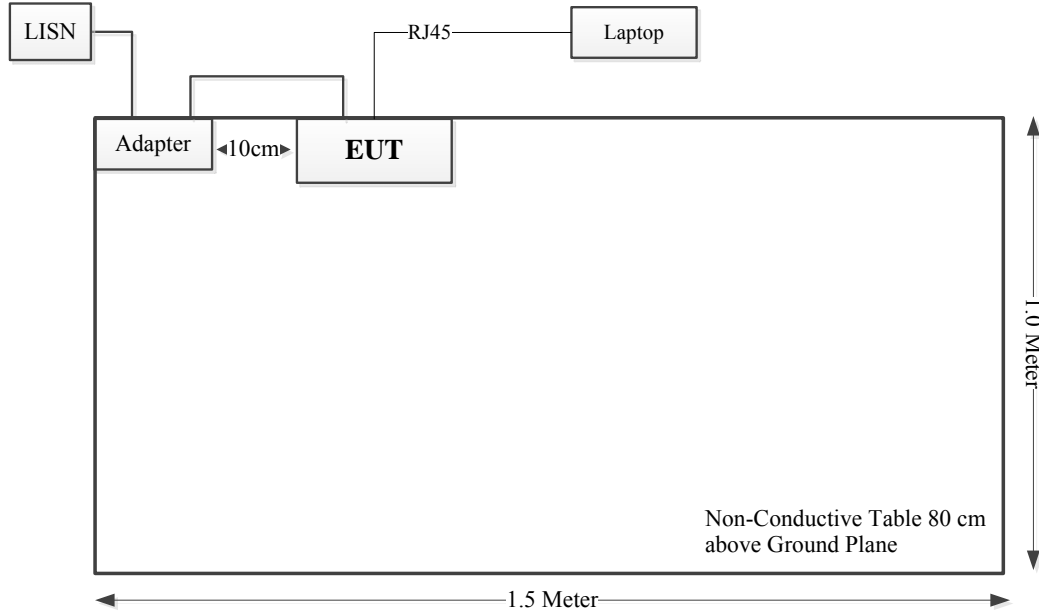 LISN
RJ45
Laptop
Adapter
10cm
EUT
1.0 Meter
Non-Conductive Table 80 cm
above Ground Plane
1.5 Meter